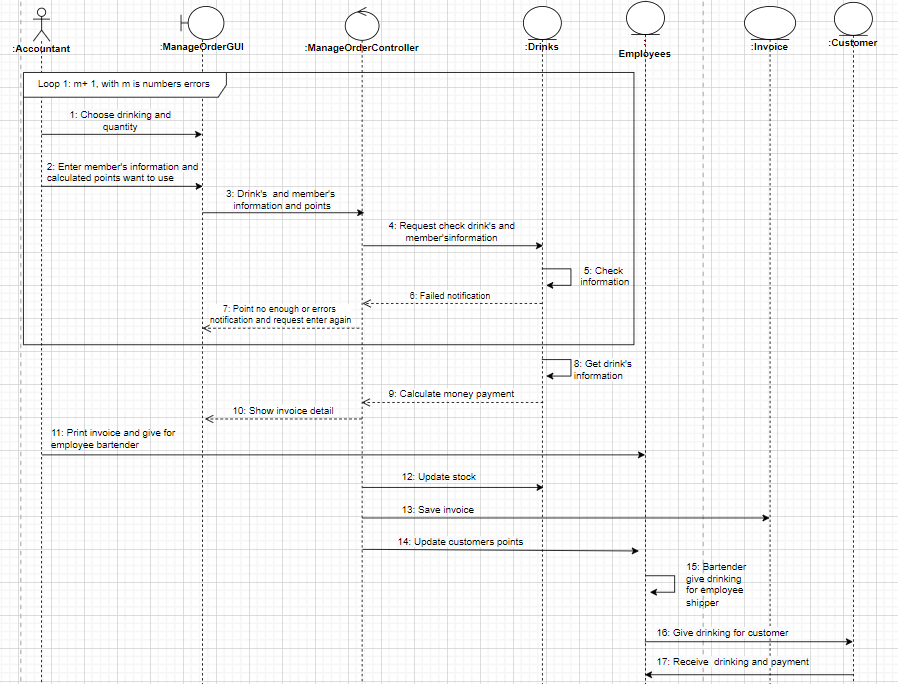 :Accountant
:ManageOrderGUI
:ManageOrderController
:Drinks
Employees
:Invoice
:Customer
Loop 1: m+ 1, with m is numbers errors
1: Choose drinking and
quantity
2: Enter member's information and
calculated points want to use
3: Drink's and member's
information and points
4: Request check drink's and
member'sinformation
5: Check
information
6: Failed notification
7: Point no enough or errors
notification and request enter again
8: Get drink's
information
9: Calculate money payment
10: Show invoice detail
11: Print invoice and give for
employee bartender
12: Update stock
13: Save invoice
14: Update customers points
15: Bartender
give drinking
for employee
shipper
16: Give drinking for customer
17: Receive drinking and payment